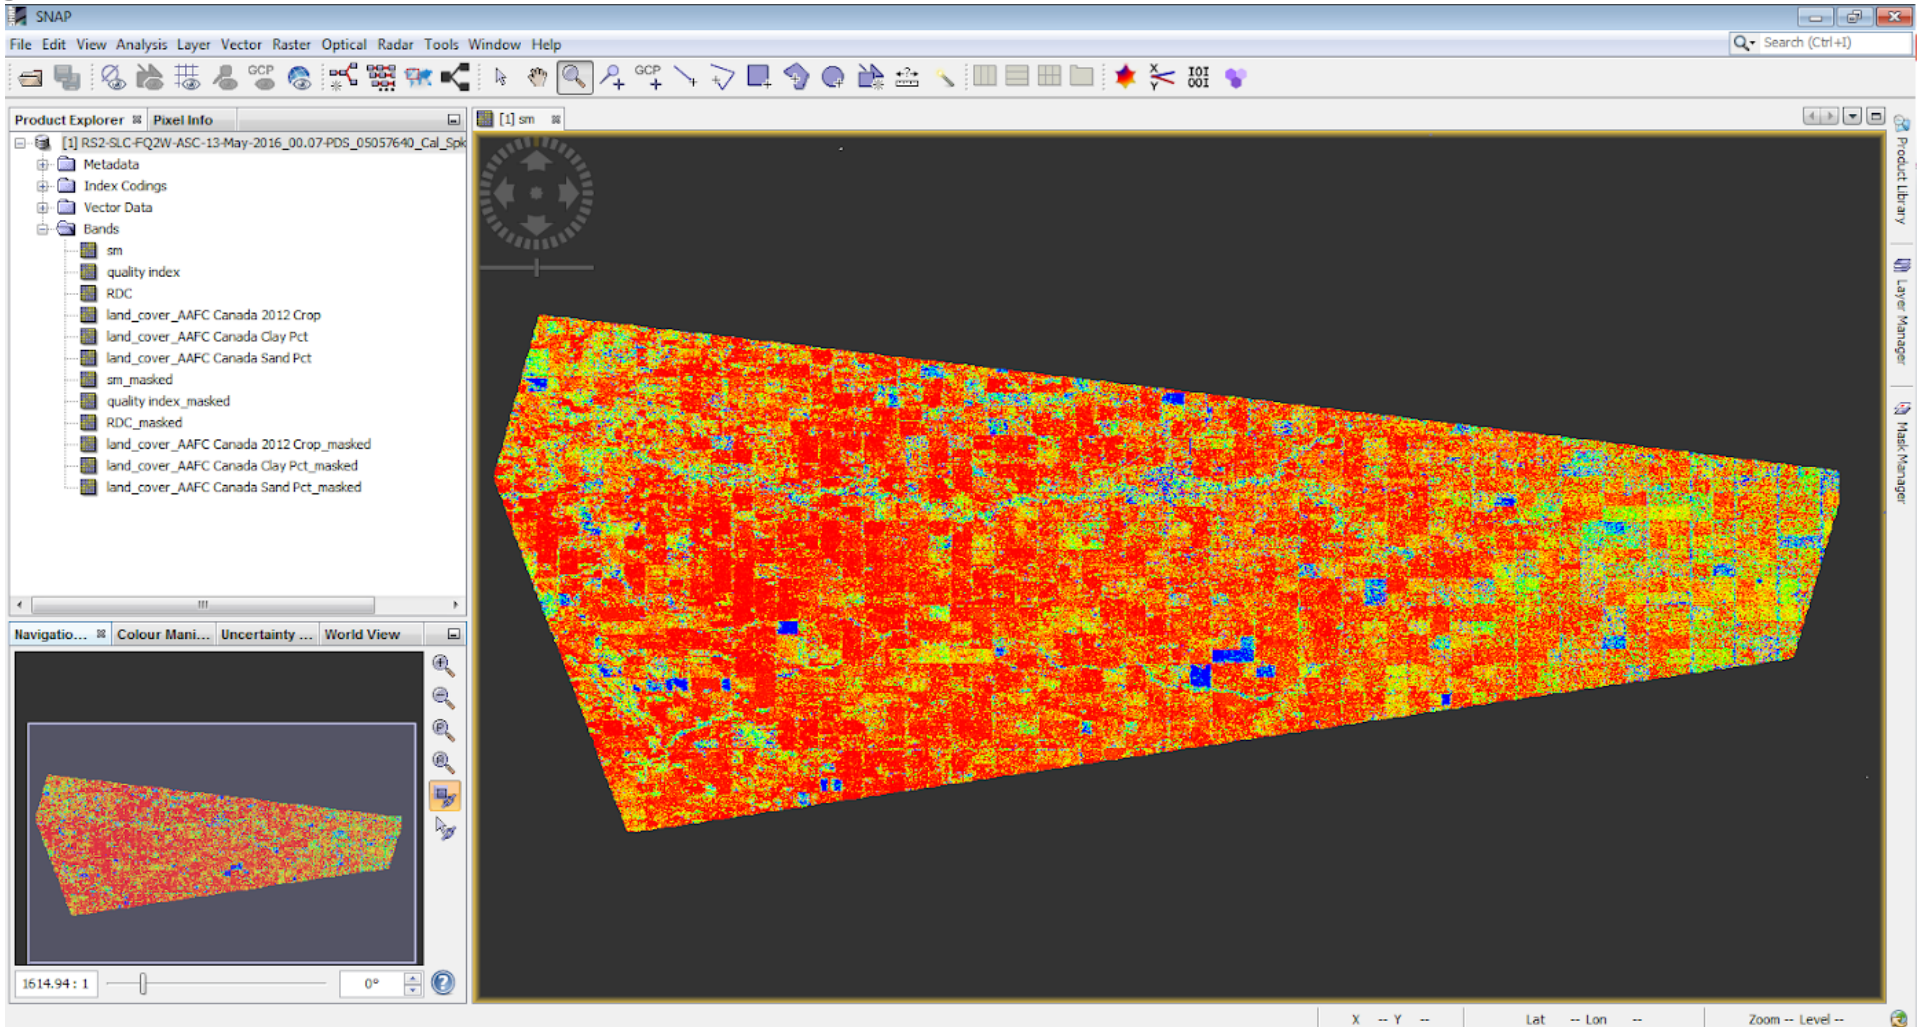 SNAP
File Edit View Analysis Layer Vector Raster Optical Radar Tools Window Help
Search (Ctrl+I)
GCP
GCP
X
Y
IOI
OOI
Product Explorer
Pixel Info
[1] sm
[1] RS2-SLC-FQ2W-ASC-13-May-2016_00.07-PDS_05057640_Cal_Spk
Metadata
Index Codings
Vector Data
Bands
sm
quality index
RDC
land_cover_AAFC Canada 2012 Crop
land_cover_AAFC Canada Clay Pct
land_cover_AAFC Canada Sand Pct
sm_masked
quality index_masked
RDC_masked
land_cover_AAFC Canada 2012 Crop_masked
land_cover_AAFC Canada Clay Pct_masked
land_cover_AAFC Canada Sand Pct_masked
Product Library
Layer Manager
Mask Manager
Navigatio... Colour Mani... Uncertainty ... World View
1614.94 : 1
0°
X -- Y -- Lat -- Lon -- Zoom -- Level --